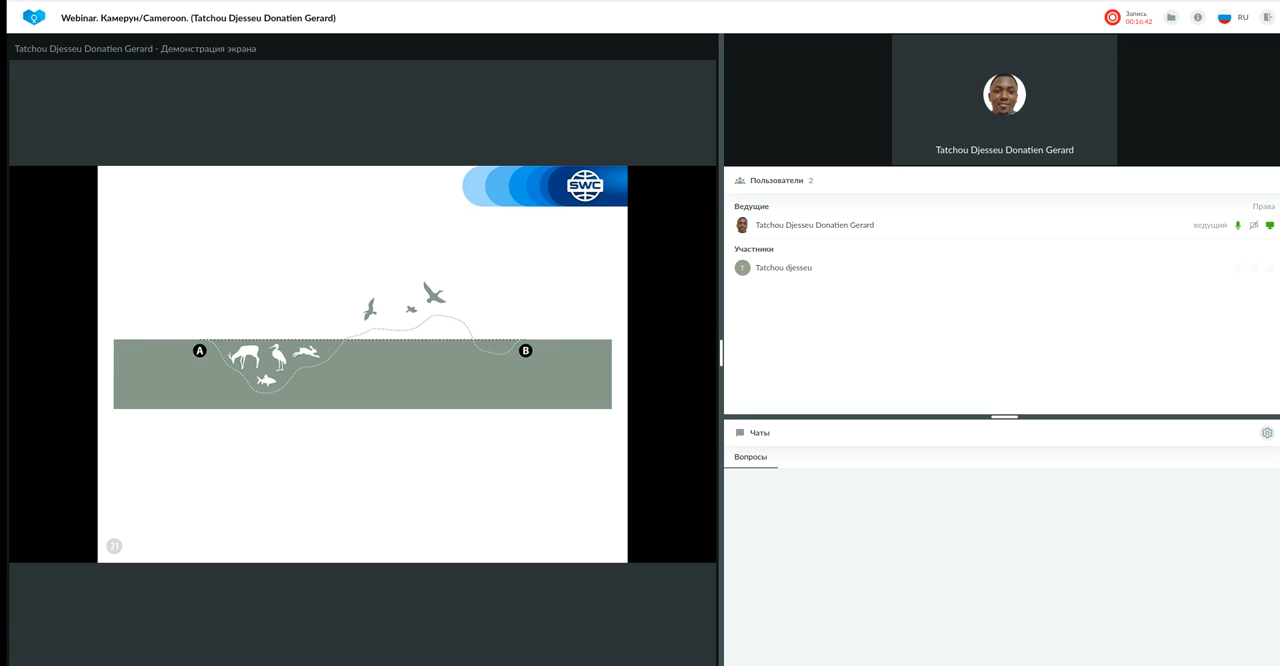 Webinar. Камерун/Cameroon. (Tatchou Djesseu Donatien Gerard)
Запись
00:16:42
RU
Tatchou Djesseu Donatien Gerard - Демонстрация экрана
SWC
A
B
21
Tatchou Djesseu Donatien Gerard
Пользователи 2
Ведущие Права
Tatchou Djesseu Donatien Gerard ведущий
Участники
T Tatchou djesseu
Чаты
Вопросы